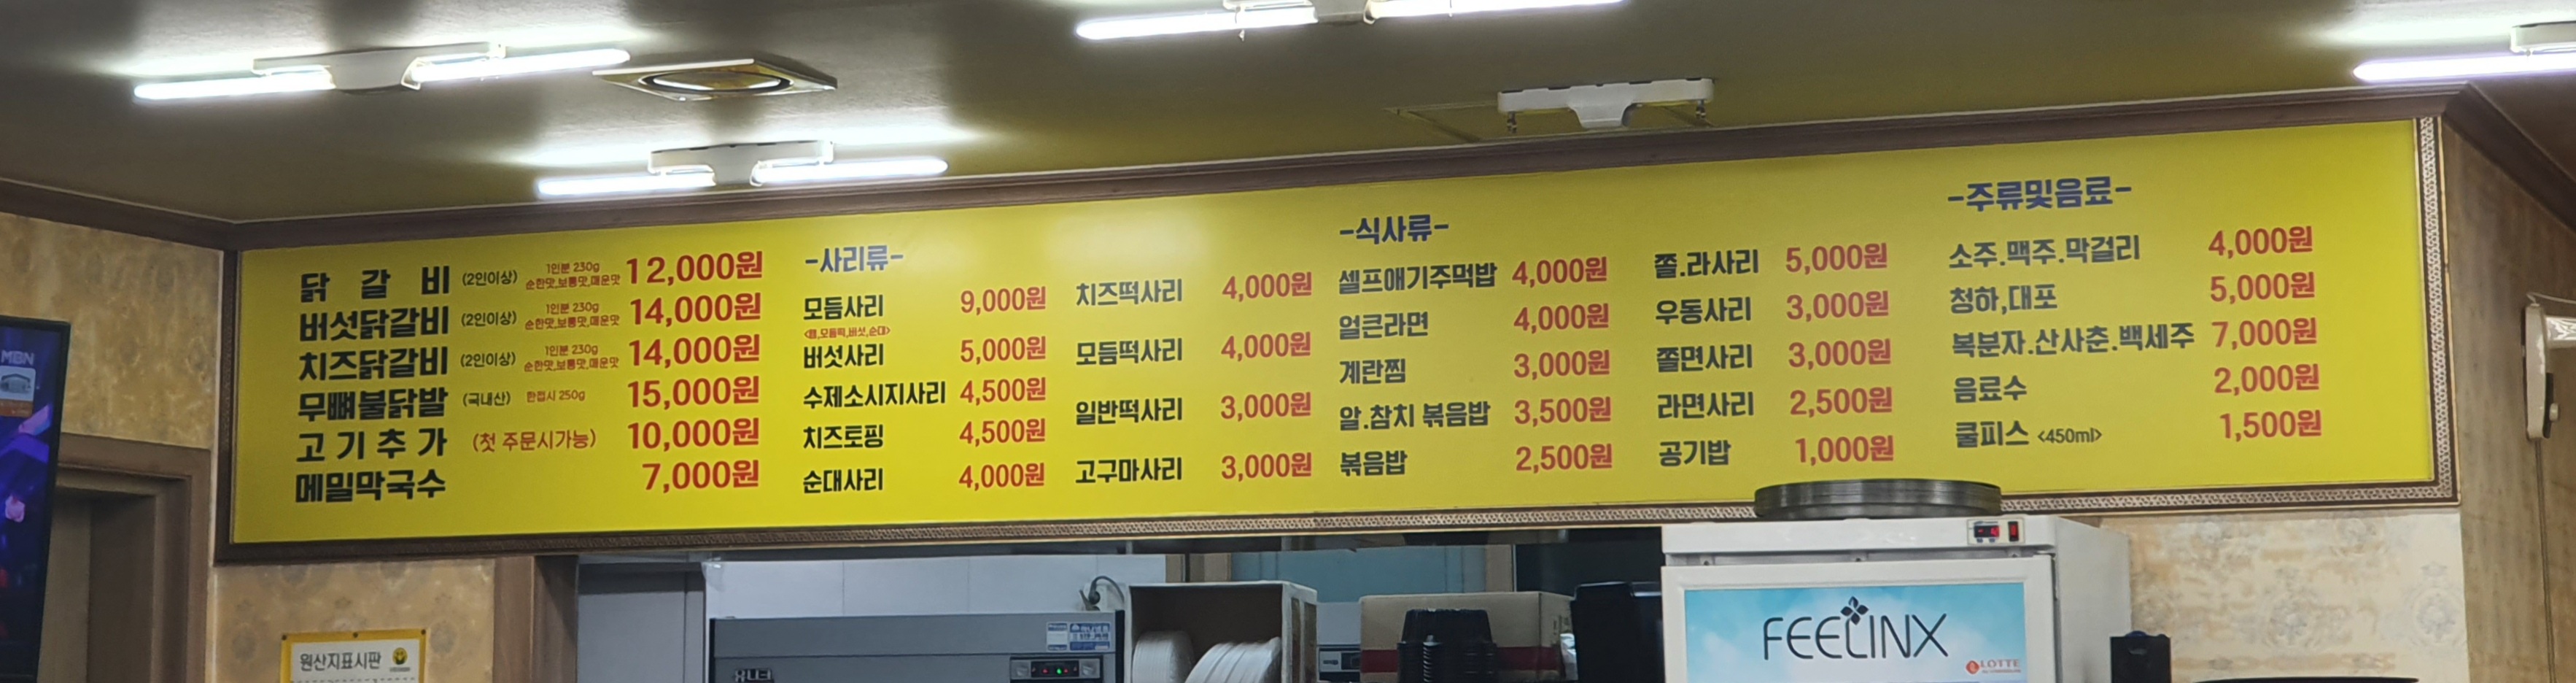 닭 갈 비 (2인이상) 1인분 230g 순한맛,보통맛,매운맛 12,000원
버섯닭갈비 (2인이상) 1인분 230g 순한맛,보통맛,매운맛 14,000원
치즈닭갈비 (2인이상) 1인분 230g 순한맛,보통맛,매운맛 14,000원
무뼈불닭발 (국내산) 한접시 250g 15,000원
고 기 추 가 (첫 주문시가능) 10,000원
메밀막국수 7,000원
-사리류-
모듬사리 9,000원
버섯사리 5,000원
수제소시지사리 4,500원
치즈토핑 4,500원
순대사리 4,000원
치즈떡사리 4,000원
모듬떡사리 4,000원
일반떡사리 3,000원
고구마사리 3,000원
-식사류-
셀프애기주먹밥 4,000원
얼큰라면 4,000원
계란찜 3,000원
알.참치 볶음밥 3,500원
볶음밥 2,500원
쫄.라사리 5,000원
우동사리 3,000원
쫄면사리 3,000원
라면사리 2,500원
공기밥 1,000원
-주류및음료-
소주.맥주.막걸리 4,000원
청하,대포 5,000원
복분자.산사춘.백세주 7,000원
음료수 2,000원
쿨피스 <450ml> 1,500원
MBN
원산지표시판
FEELINX
LOTTE